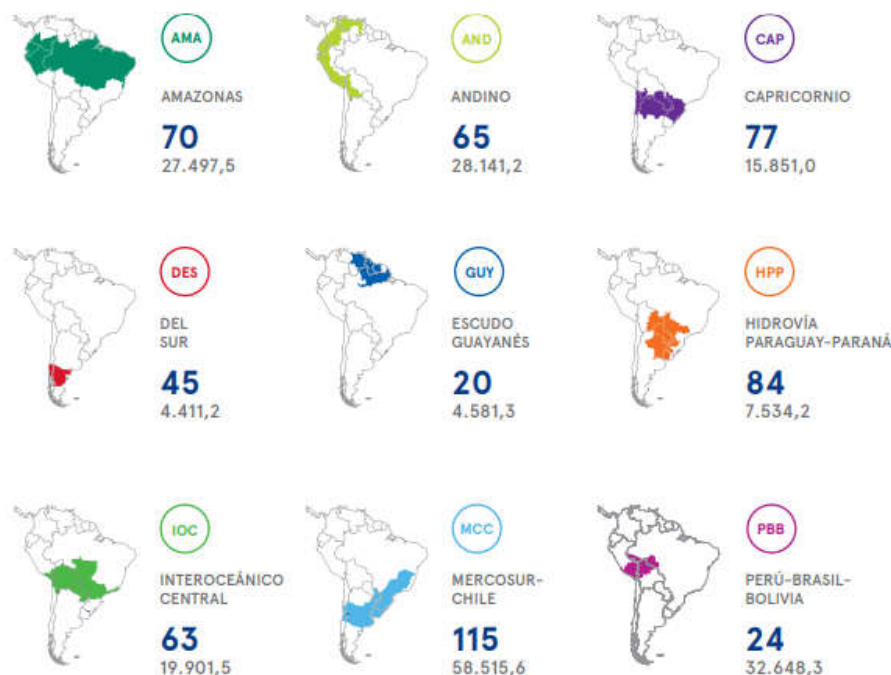 AMA
AMAZONAS
70
27.497,5
AND
ANDINO
65
28.141,2
CAP
CAPRICORNIO
77
15.851,0
DES
DEL
SUR
45
4.411,2
GUY
ESCUDO
GUAYANÉS
20
4.581,3
HPP
HIDROVÍA
PARAGUAY-PARANÁ
84
7.534,2
IOC
INTEROCEÁNICO
CENTRAL
63
19.901,5
MCC
MERCOSUR-
CHILE
115
58.515,6
PBB
PERÚ-BRASIL-
BOLIVIA
24
32.648,3